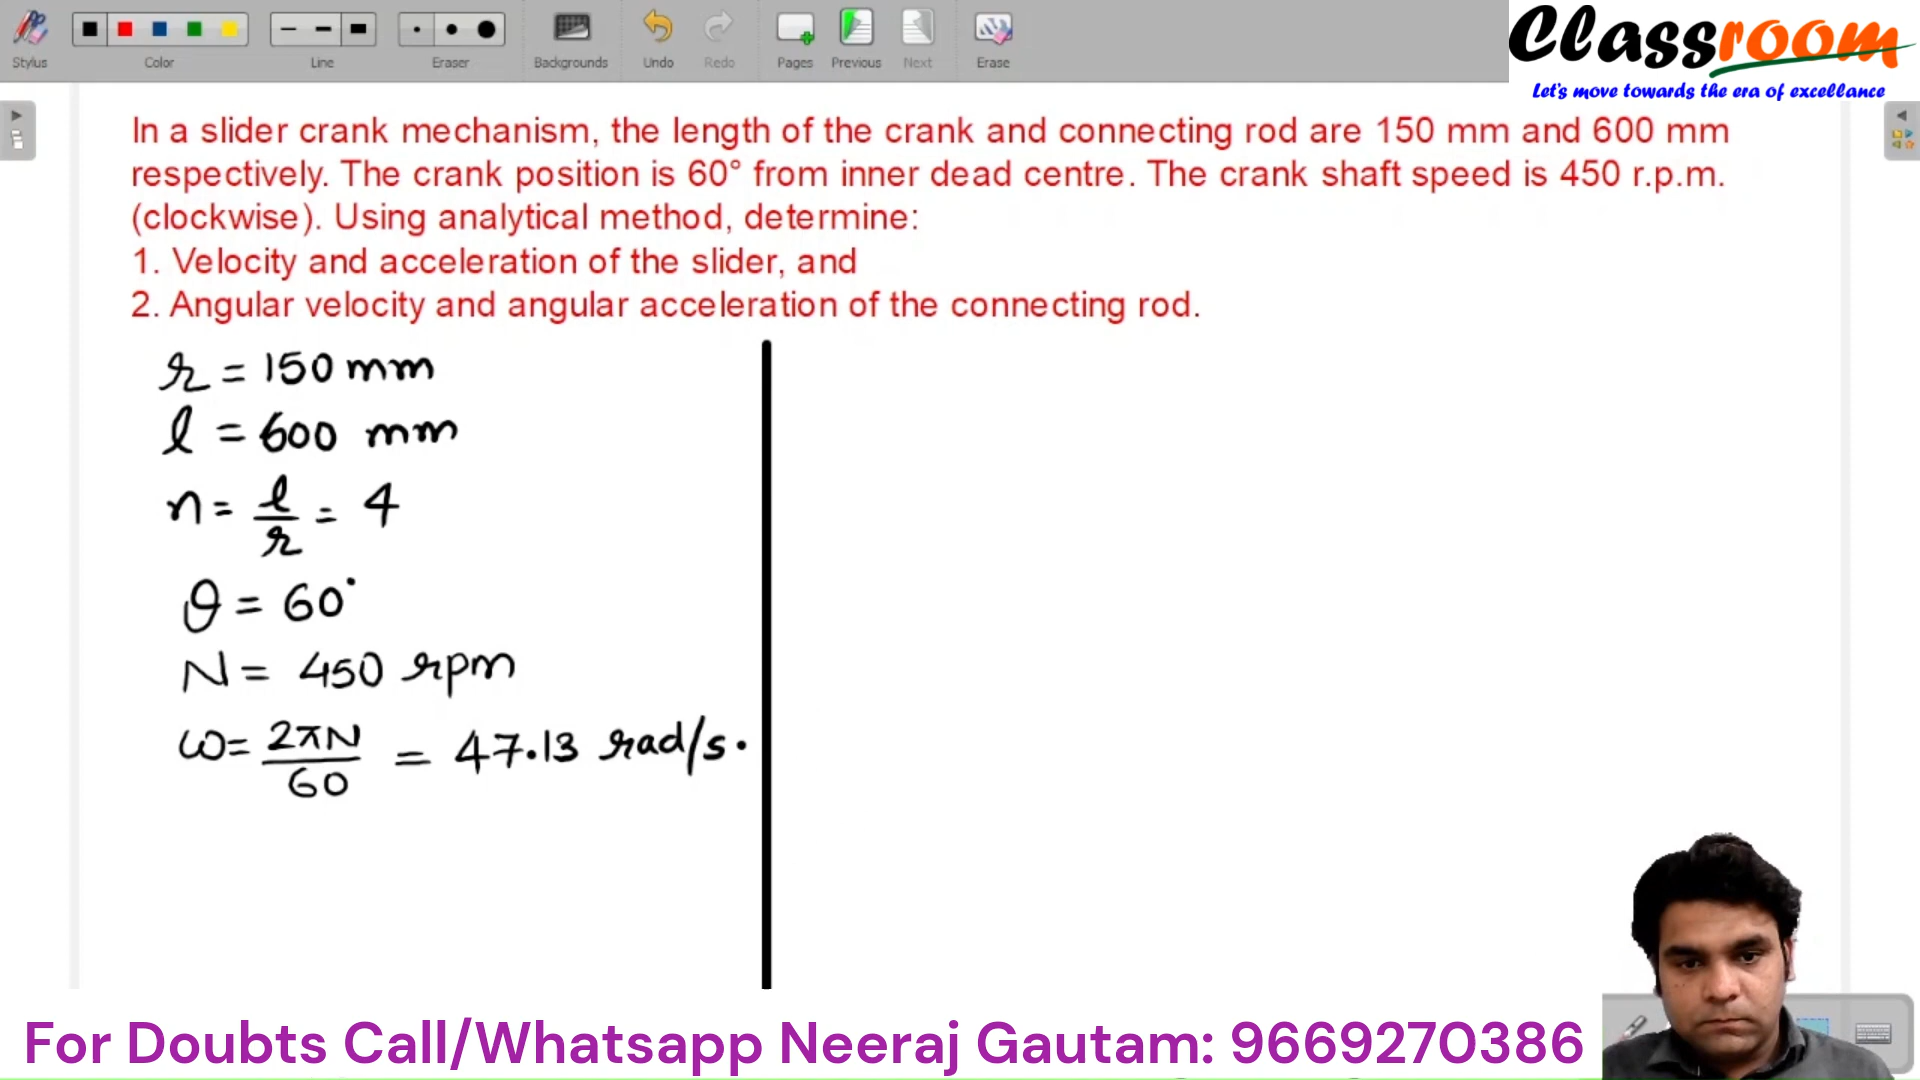 Stylus Color Line Eraser Backgrounds Undo Redo Pages Previous Next Erase
Classroom
Let's move towards the era of excellance
In a slider crank mechanism, the length of the crank and connecting rod are 150 mm and 600 mm
respectively. The crank position is 60° from inner dead centre. The crank shaft speed is 450 r.p.m.
(clockwise). Using analytical method, determine:
1. Velocity and acceleration of the slider, and
2. Angular velocity and angular acceleration of the connecting rod.
r = 150 mm
l = 600 mm
n = l/r = 4
θ = 60°
N = 450 rpm
ω = 2πN/60 = 47.13 rad/s.
For Doubts Call/Whatsapp Neeraj Gautam: 9669270386